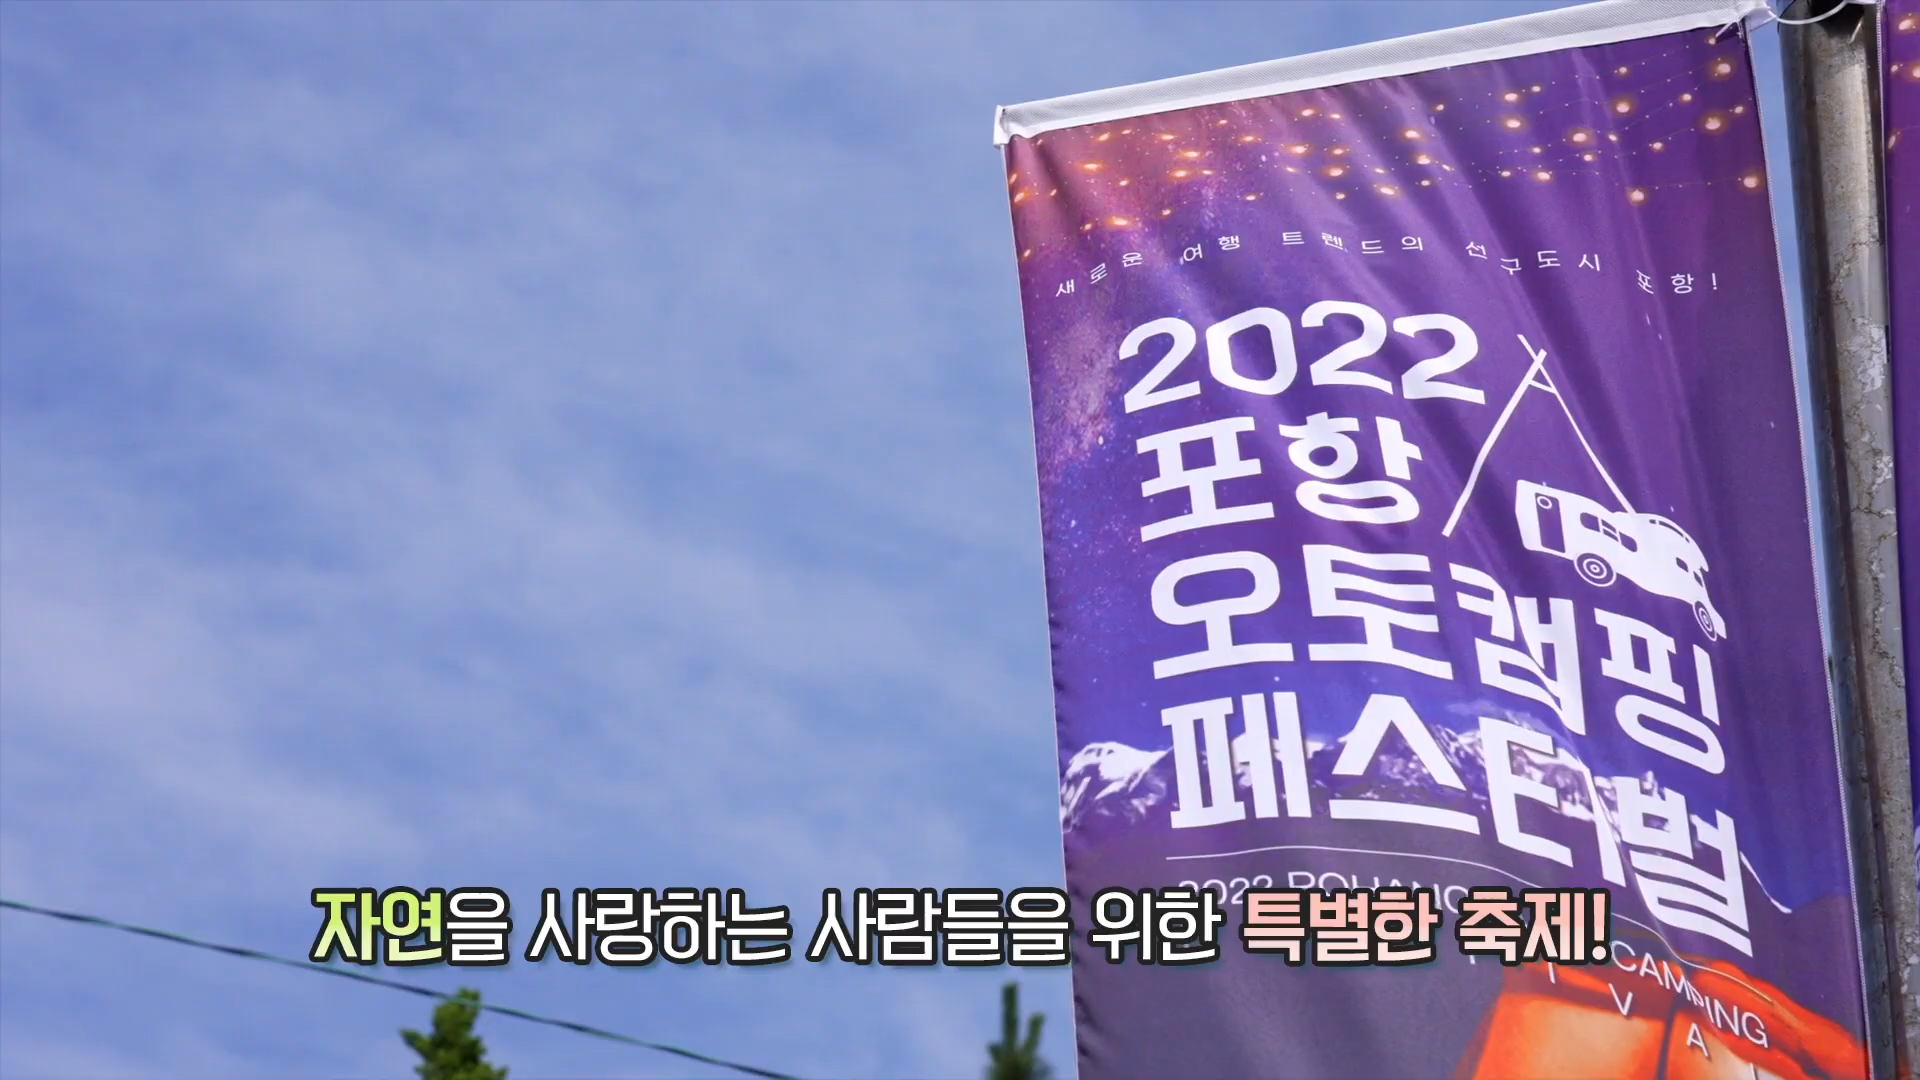 새로운 여행 트렌드의 선구도시 포항!
2022
포항
오토캠핑
페스티벌
2022 POHANG
CAMPING
자연을 사랑하는 사람들을 위한 특별한 축제!